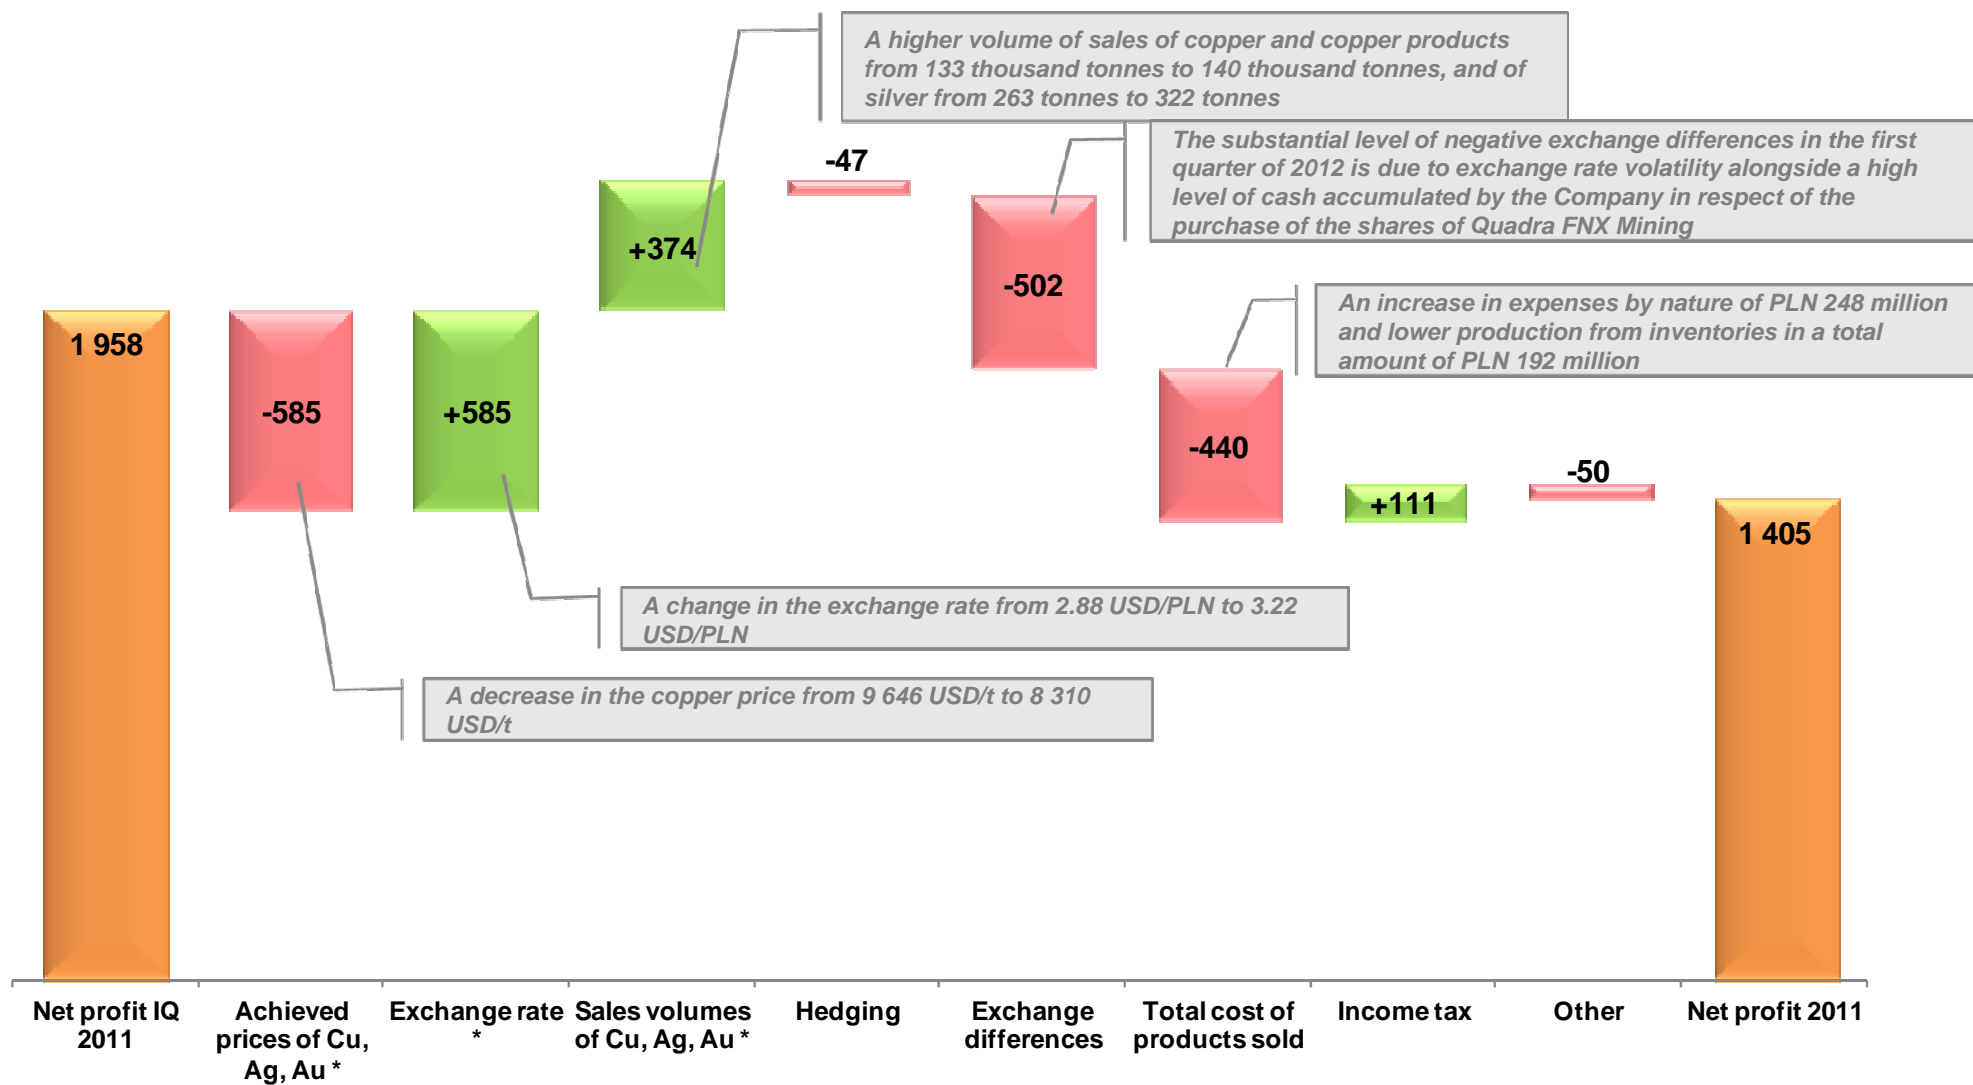 A higher volume of sales of copper and copper products
from 133 thousand tonnes to 140 thousand tonnes, and of
silver from 263 tonnes to 322 tonnes
The substantial level of negative exchange differences in the first
quarter of 2012 is due to exchange rate volatility alongside a high
level of cash accumulated by the Company in respect of the
purchase of the shares of Quadra FNX Mining
An increase in expenses by nature of PLN 248 million
and lower production from inventories in a total
amount of PLN 192 million
1 958
-585
+585
+374
-47
-502
-440
+111
-50
1 405
A change in the exchange rate from 2.88 USD/PLN to 3.22
USD/PLN
A decrease in the copper price from 9 646 USD/t to 8 310
USD/t
Net profit IQ
2011
Achieved
prices of Cu,
Ag, Au *
Exchange rate
*
Sales volumes
of Cu, Ag, Au *
Hedging
Exchange
differences
Total cost of
products sold
Income tax
Other
Net profit 2011